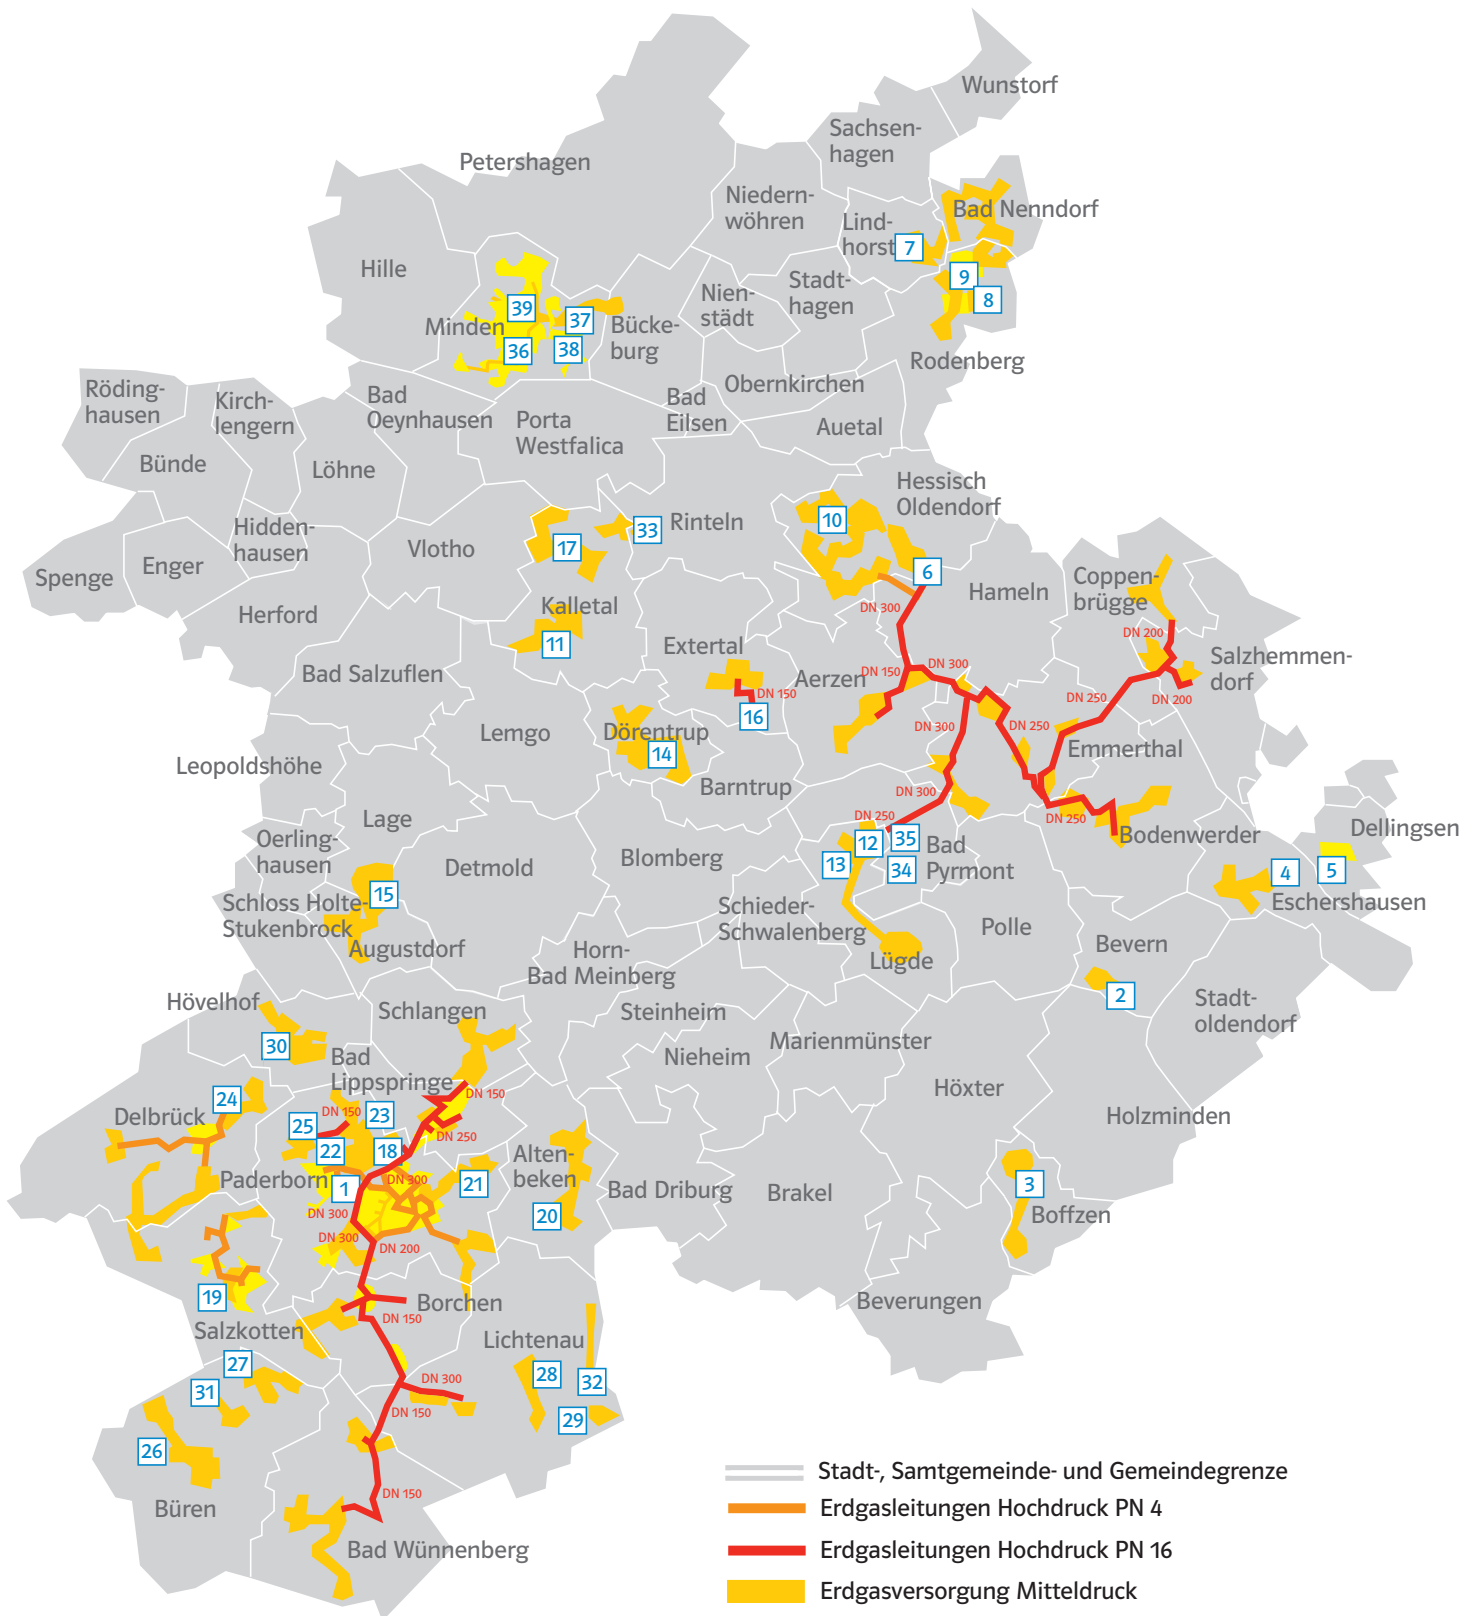 Wunstorf
Sachsen-
hagen
Petershagen
Niedern-
wöhren
Bad Nenndorf
Lind-
horst
7
Hille
9
8
Stadt-
hagen
Nien-
städt
39
37
Minden
Bücke-
burg
36
38
Rodenberg
Röding-
hausen
Kirch-
lengern
Bad
Oeynhausen
Porta
Westfalica
Bad
Eilsen
Obernkirchen
Auetal
Bünde
Löhne
Hessisch
Oldendorf
10
Rinteln
33
17
Hidden-
hausen
Vlotho
Spenge
Enger
Herford
6
Hameln
Coppen-
brügge
DN 300
Kalletal
11
DN 200
Extertal
Salzhemmen-
dorf
Bad Salzuflen
DN 150
DN 300
Aerzen
DN 150
16
DN 250
DN 200
DN 300
DN 250
Lemgo
Dörentrup
14
Emmerthal
Leopoldshöhe
Barntrup
DN 300
DN 250
DN 250
Bodenwerder
Dellingsen
Lage
Oerling-
hausen
Detmold
Blomberg
12
35
13
34
Bad
Pyrmont
4
5
Eschershausen
15
Schloss Holte-
Stukenbrock
Augustdorf
Schieder-
Schwalenberg
Polle
Bevern
Horn-
Bad Meinberg
Lügde
2
Stadt-
oldendorf
Hövelhof
Schlangen
Steinheim
Marienmünster
Nieheim
30
Bad
Lippspringe
Höxter
Holzminden
DN 150
24
Delbrück
25
DN 150
23
22
18
DN 250
Alten-
beken
Paderborn
1
DN 300
21
Bad Driburg
Brakel
3
Boffzen
20
DN 300
DN 300
DN 200
19
Borchen
Beverungen
Salzkotten
DN 150
Lichtenau
27
28
31
DN 300
32
DN 150
29
26
DN 150
Büren
Bad Wünnenberg
Stadt-, Samtgemeinde- und Gemeindegrenze
Erdgasleitungen Hochdruck PN 4
Erdgasleitungen Hochdruck PN 16
Erdgasversorgung Mitteldruck